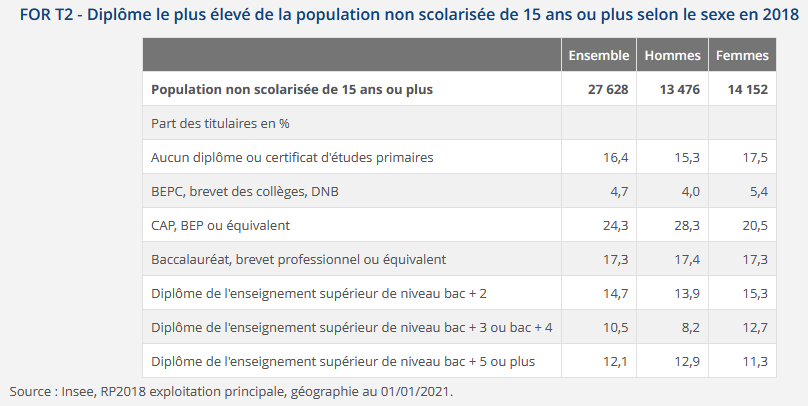 FOR T2 - Diplôme le plus élevé de la population non scolarisée de 15 ans ou plus selon le sexe en 2018
Ensemble Hommes Femmes
Population non scolarisée de 15 ans ou plus 27 628 13 476 14 152
Part des titulaires en %
Aucun diplôme ou certificat d'études primaires 16,4 15,3 17,5
BEPC, brevet des collèges, DNB 4,7 4,0 5,4
CAP, BEP ou équivalent 24,3 28,3 20,5
Baccalauréat, brevet professionnel ou équivalent 17,3 17,4 17,3
Diplôme de l'enseignement supérieur de niveau bac + 2 14,7 13,9 15,3
Diplôme de l'enseignement supérieur de niveau bac + 3 ou bac + 4 10,5 8,2 12,7
Diplôme de l'enseignement supérieur de niveau bac + 5 ou plus 12,1 12,9 11,3
Source : Insee, RP2018 exploitation principale, géographie au 01/01/2021.